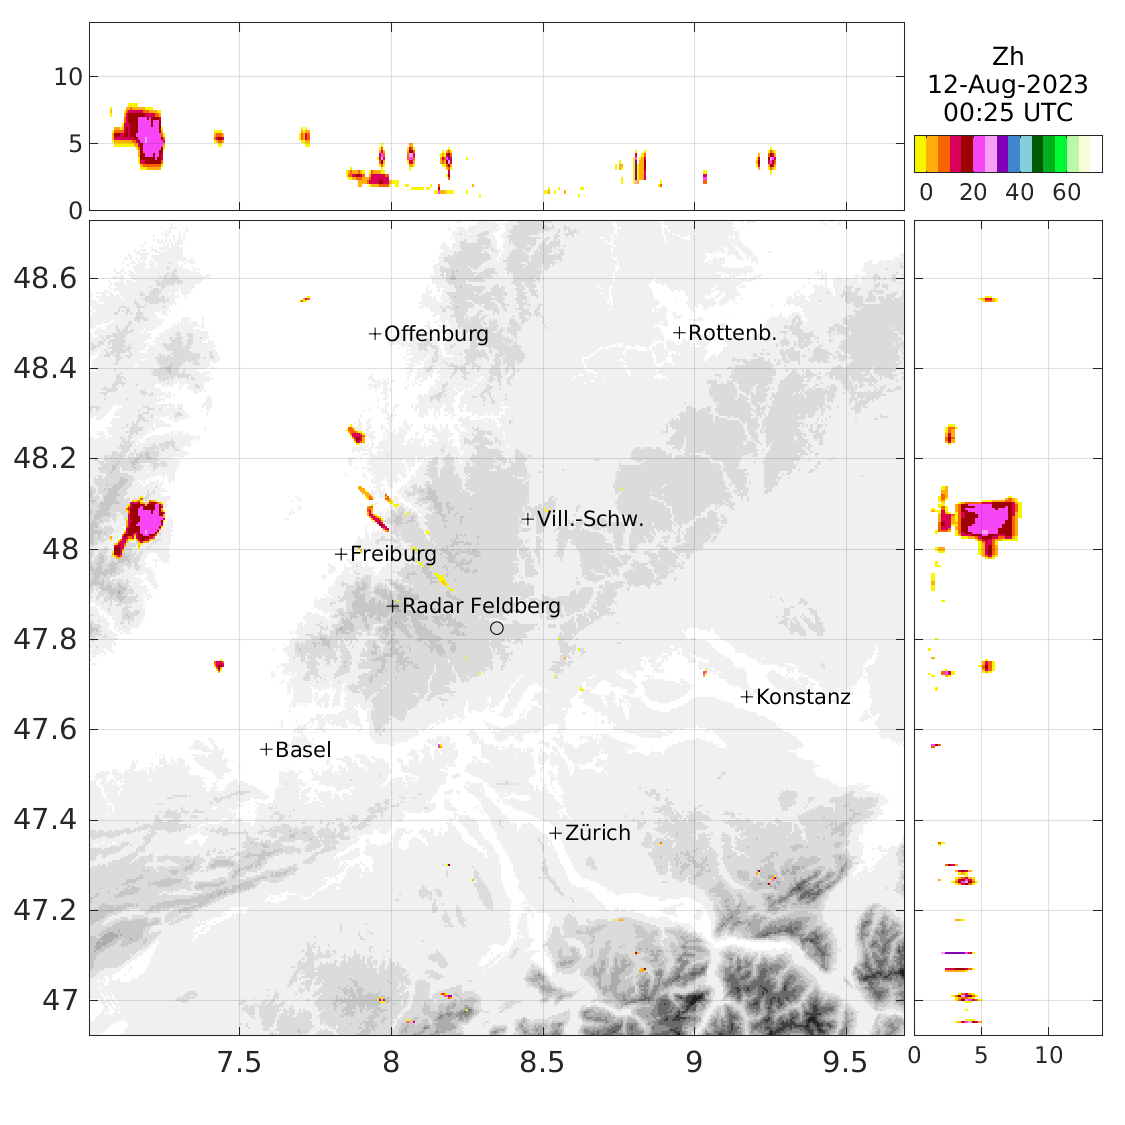 Zh
12-Aug-2023
00:25 UTC
0 20 40 60
10
5
0
48.6
48.4
48.2
48
47.8
47.6
47.4
47.2
47
Offenburg
Rottenb.
Vill.-Schw.
Freiburg
Radar Feldberg
Konstanz
Basel
Zürich
7.5 8 8.5 9 9.5
0 5 10